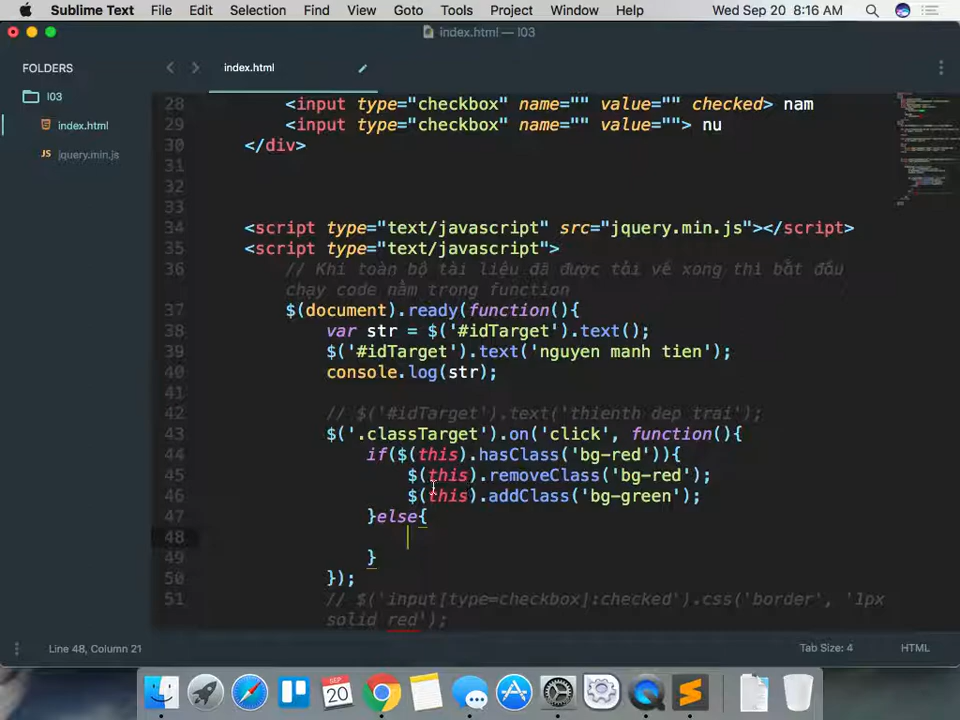 Sublime Text File Edit Selection Find View Goto Tools Project Window Help Wed Sep 20 8:16 AM
index.html — l03
FOLDERS
l03
index.html
JS jquery.min.js
index.html
28 <input type="checkbox" name="" value="" checked> nam
29 <input type="checkbox" name="" value=""> nu
30 </div>
31
32
33
34 <script type="text/javascript" src="jquery.min.js"></script>
35 <script type="text/javascript">
36 // Khi toàn bộ tài liệu đã được tải về xong thì bắt đầu
chạy code nằm trong function
37 $(document).ready(function(){
38 var str = $('#idTarget').text();
39 $('#idTarget').text('nguyen manh tien');
40 console.log(str);
41
42 // $('#idTarget').text('thienth dep trai');
43 $('.classTarget').on('click', function(){
44 if($(this).hasClass('bg-red')){
45 $(this).removeClass('bg-red');
46 $(this).addClass('bg-green');
47 }else{
48
49 }
50 });
51 // $('input[type=checkbox]:checked').css('border', '1px
solid red');
Line 48, Column 21 Tab Size: 4 HTML
SEP
20